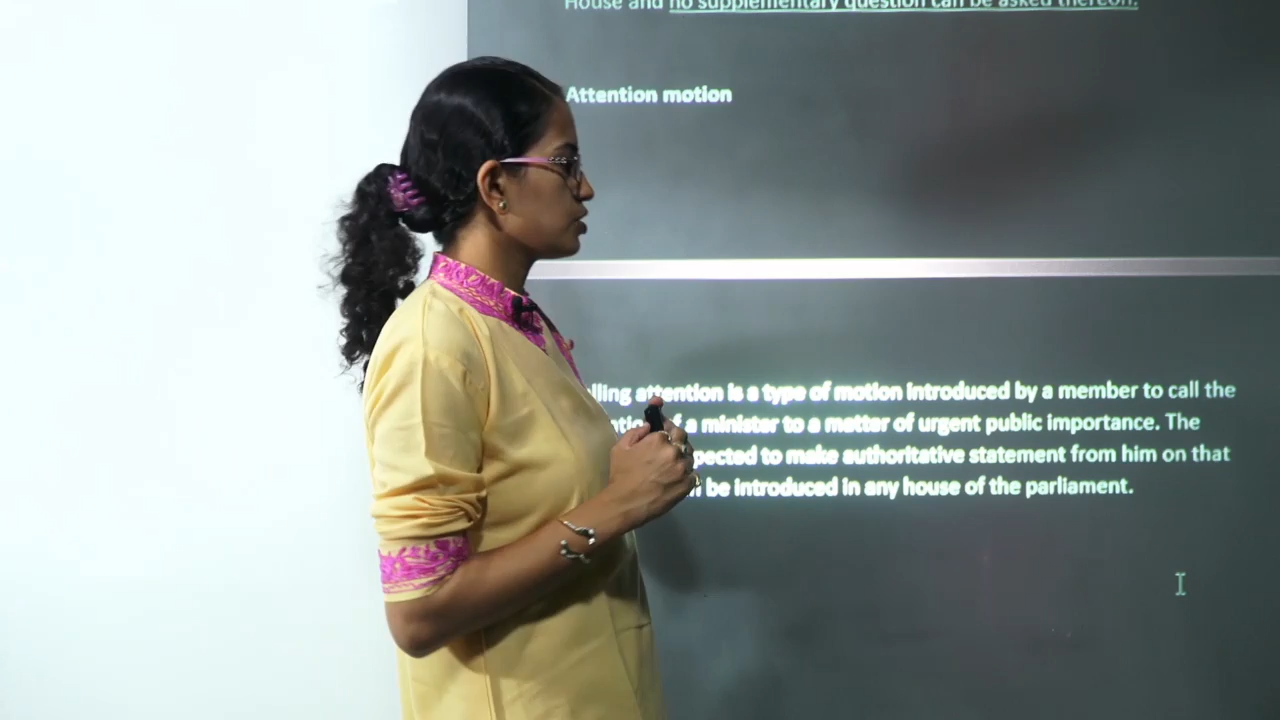 House and no supplementary question can be asked thereon.
Attention motion
lling attention is a type of motion introduced by a member to call the
of a minister to a matter of urgent public importance. The
pected to make authoritative statement from him on that
be introduced in any house of the parliament.